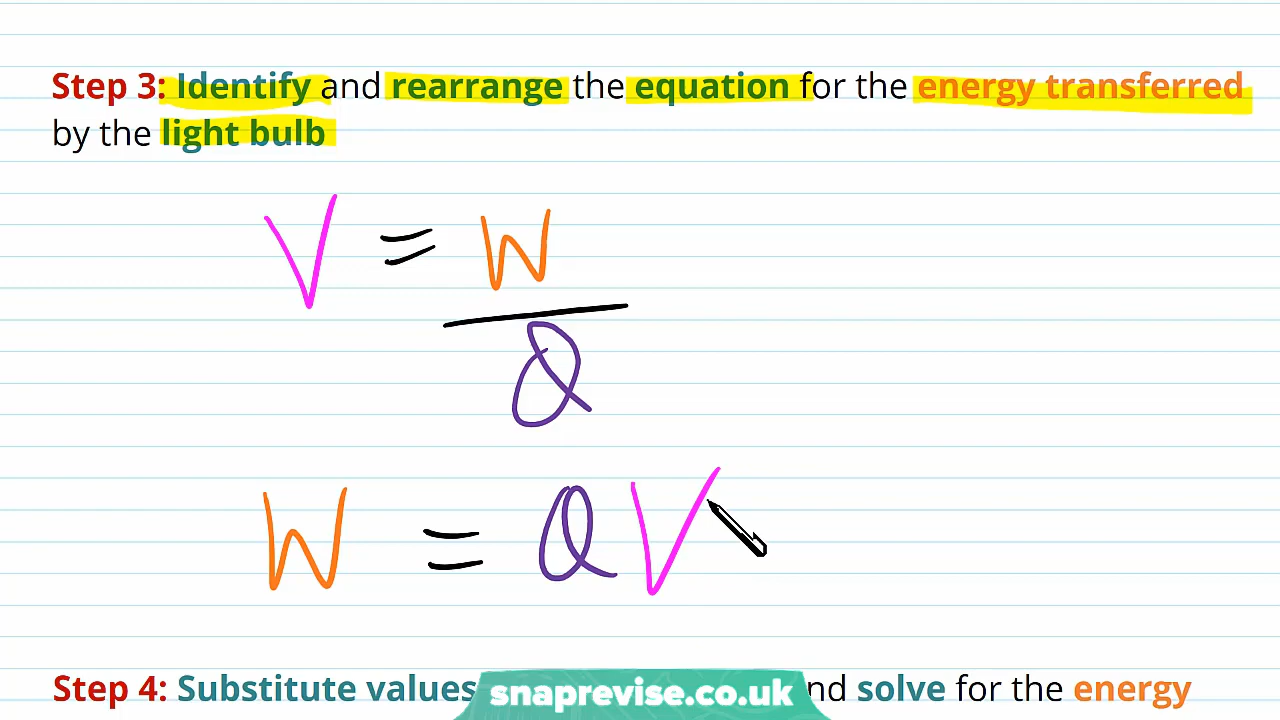 Step 3: Identify and rearrange the equation for the energy transferred
by the light bulb
V = W
Q
W = QV
Step 4: Substitute values nd solve for the energy
snaprevise.co.uk